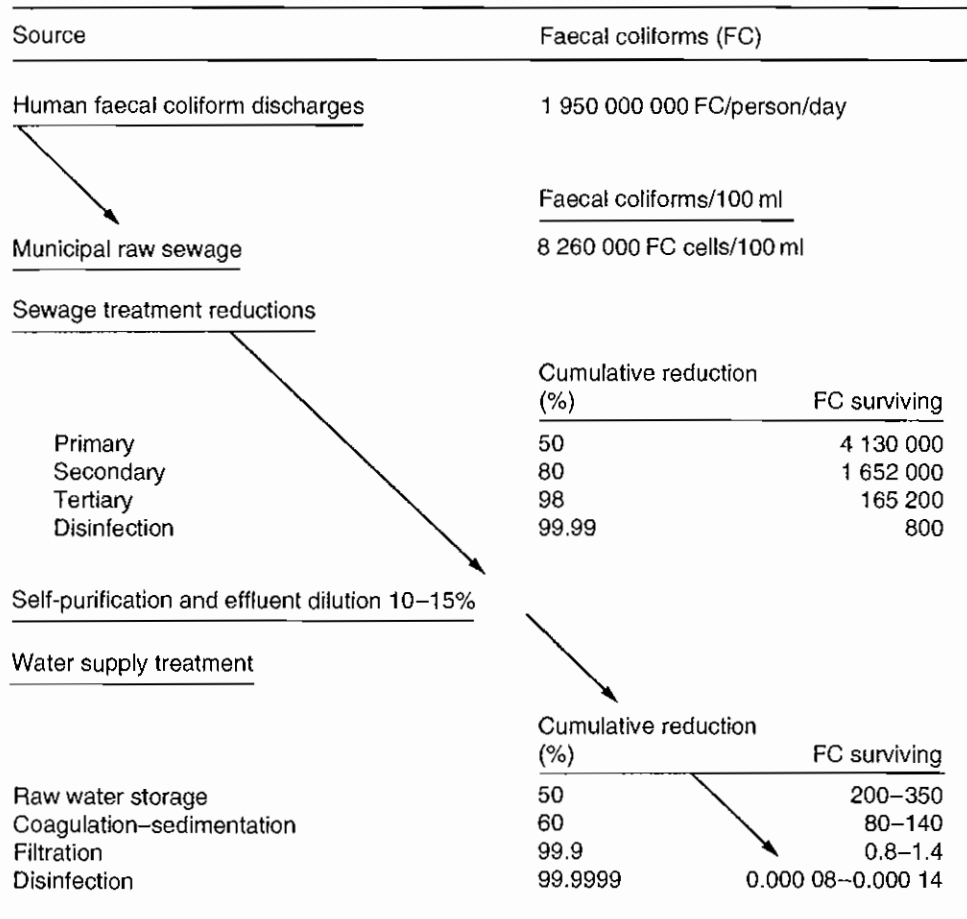 Source Faecal coliforms (FC)
Human faecal coliform discharges 1 950 000 000 FC/person/day
Faecal coliforms/100 ml
Municipal raw sewage 8 260 000 FC cells/100 ml
Sewage treatment reductions
Cumulative reduction
(%) FC surviving
Primary 50 4 130 000
Secondary 80 1 652 000
Tertiary 98 165 200
Disinfection 99.99 800
Self-purification and effluent dilution 10–15%
Water supply treatment
Cumulative reduction
(%) FC surviving
Raw water storage 50 200–350
Coagulation–sedimentation 60 80–140
Filtration 99.9 0.8–1.4
Disinfection 99.9999 0.000 08–0.000 14